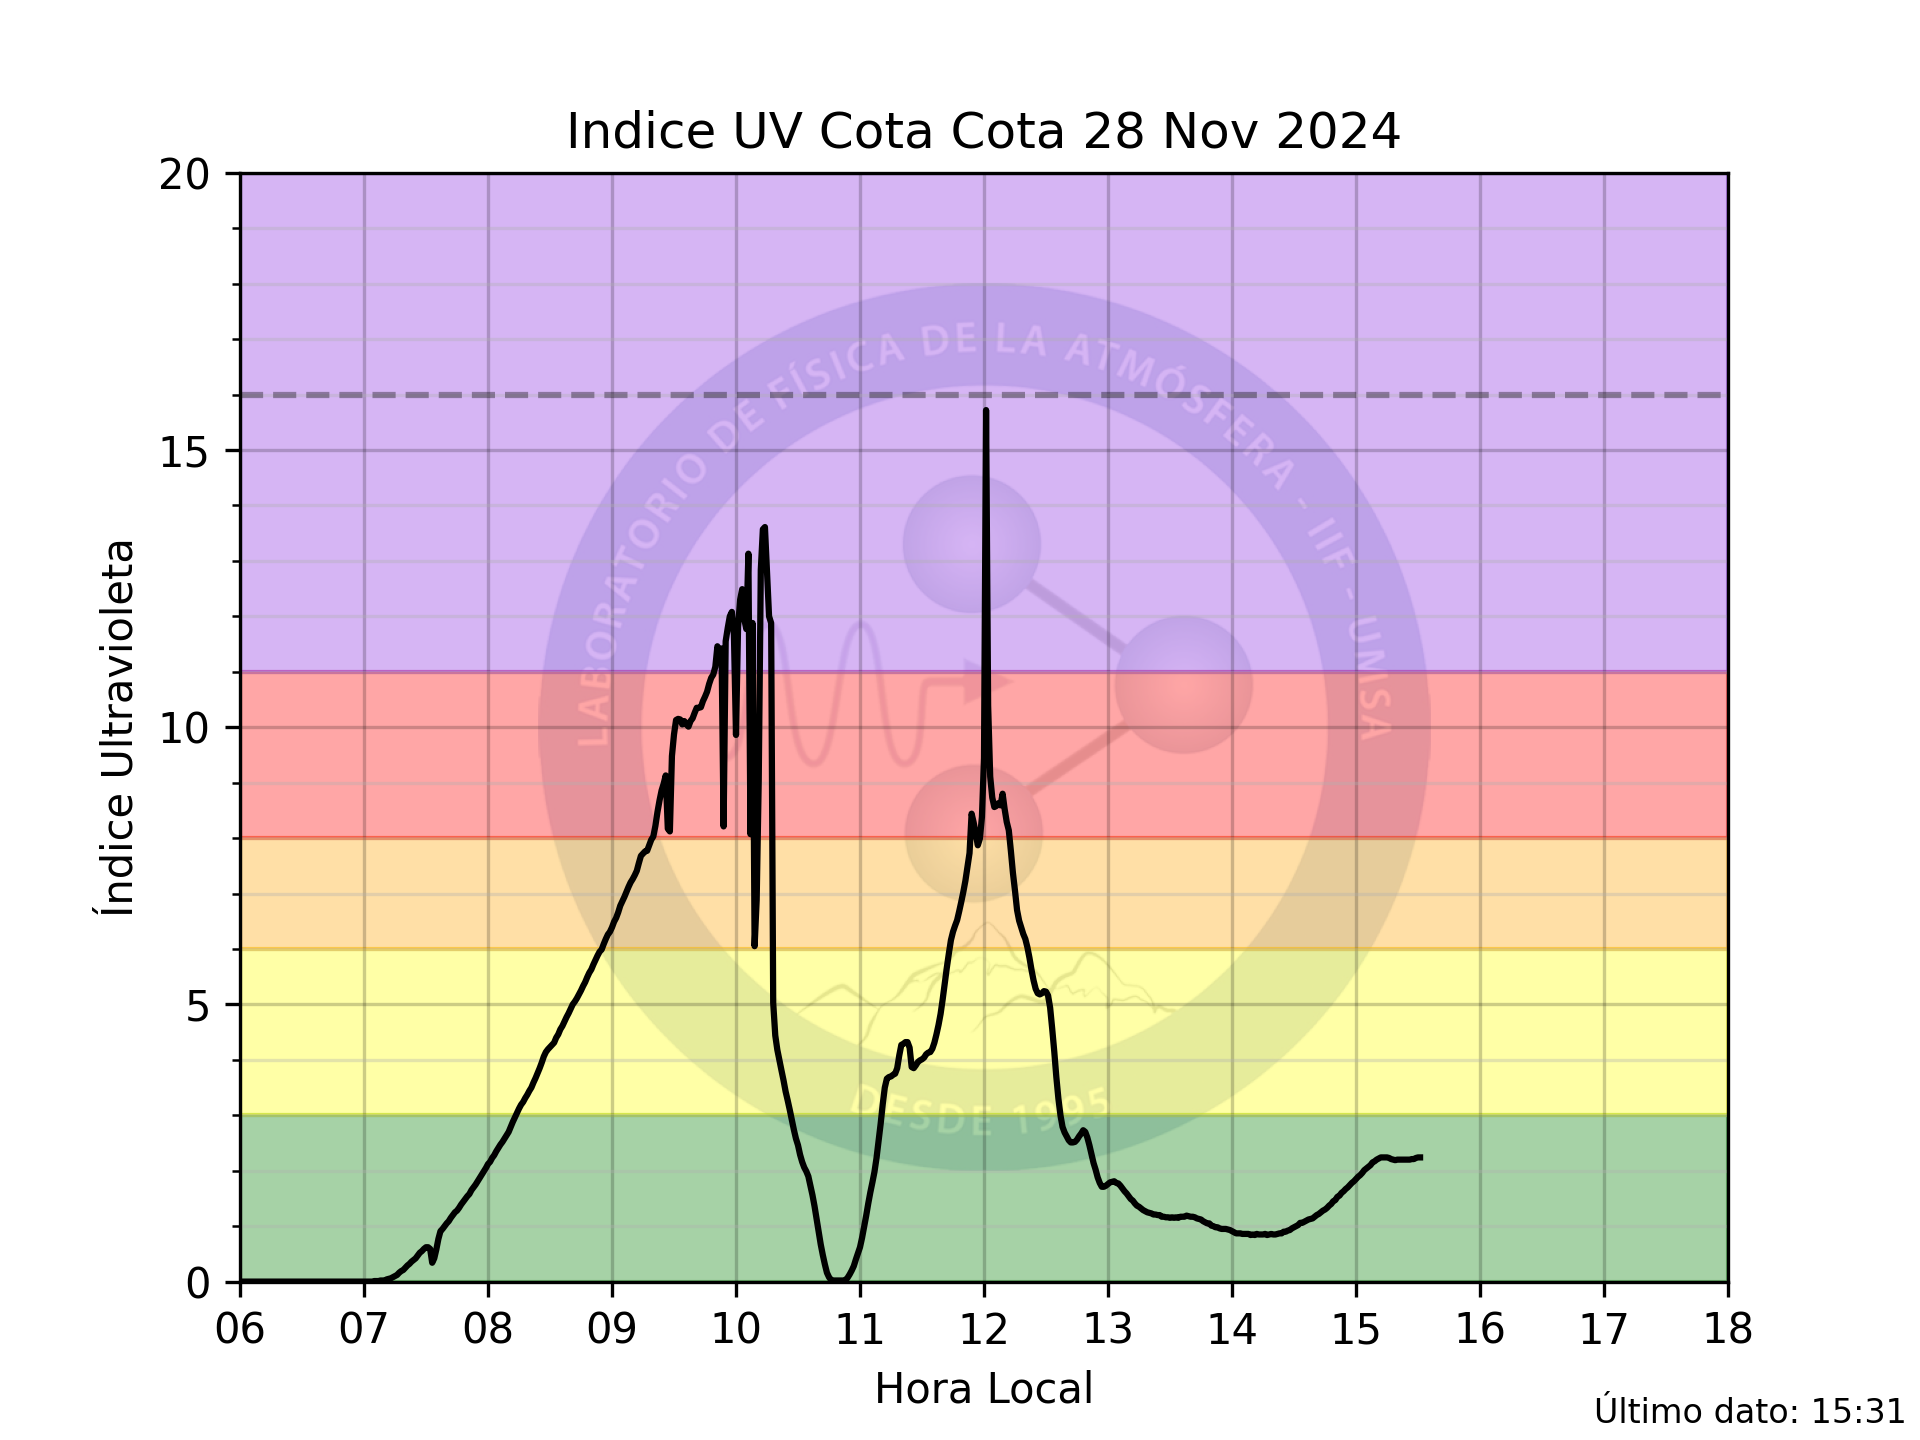 Indice UV Cota Cota 28 Nov 2024
20
15
10
5
0
Índice Ultravioleta
LABORATORIO DE FÍSICA DE LA ATMÓSFERA - IIF - UMSA
DESDE 1995
06 07 08 09 10 11 12 13 14 15 16 17 18
Hora Local
Último dato: 15:31